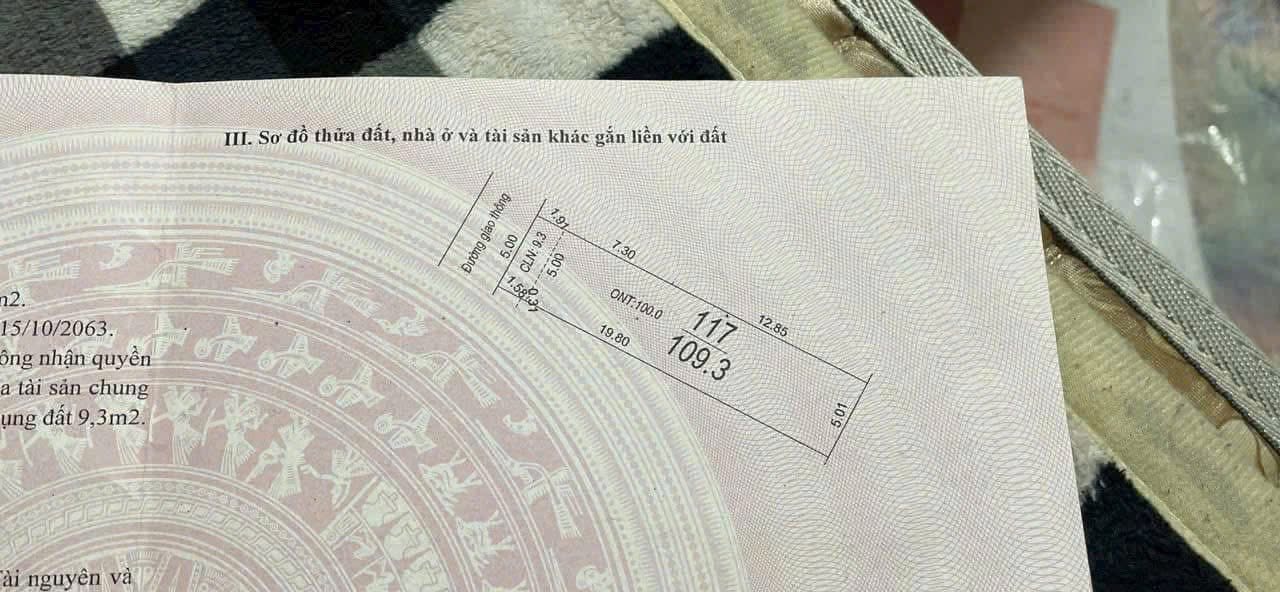 III. Sơ đồ thửa đất, nhà ở và tài sản khác gắn liền với đất
Đường giao thông
5.00
CLN: 9.3
5.00
1.91
7.30
12.85
1.58
ONT:100.0
117
109.3
19.80
5.01
m2.
15/10/2063.
ông nhận quyền
a tài sản chung
ụng đất 9,3m2.
Tài nguyên và